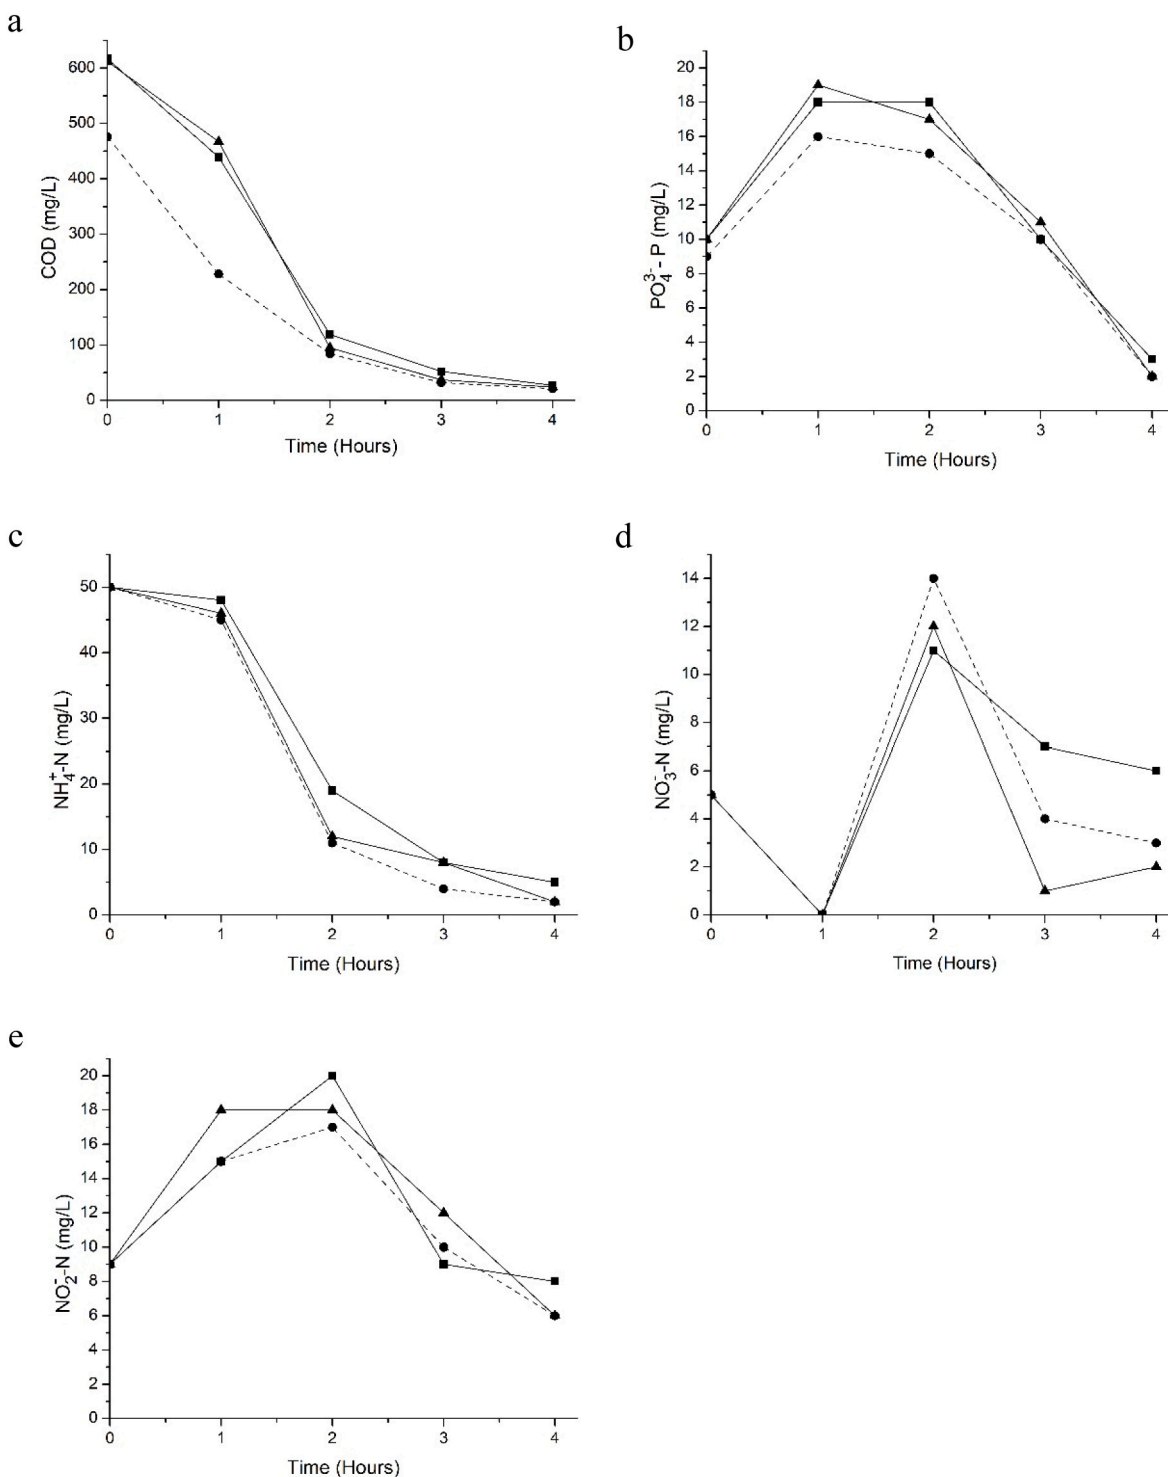 a
600
500
400
300
200
100
0
COD (mg/L)
0 1 2 3 4
Time (Hours)
b
20
18
16
14
12
10
8
6
4
2
0
PO₄³⁻- P (mg/L)
0 1 2 3 4
Time (Hours)
c
50
40
30
20
10
0
NH₄⁺-N (mg/L)
0 1 2 3 4
Time (Hours)
d
14
12
10
8
6
4
2
0
NO₃⁻-N (mg/L)
0 1 2 3 4
Time (Hours)
e
20
18
16
14
12
10
8
6
4
2
0
NO₂⁻-N (mg/L)
0 1 2 3 4
Time (Hours)